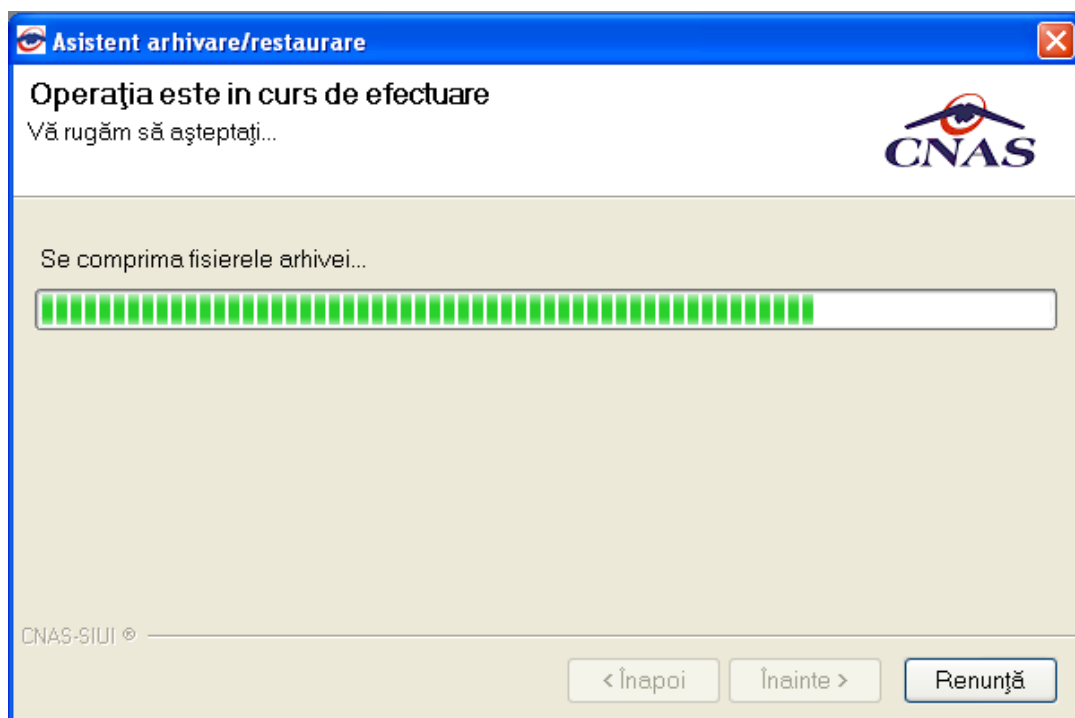 Asistent arhivare/restaurare
Operaţia este in curs de efectuare
Vă rugăm să aşteptaţi...
CNAS
Se comprima fisierele arhivei...
CNAS-SIUI ®
< Înapoi
Înainte >
Renunţă